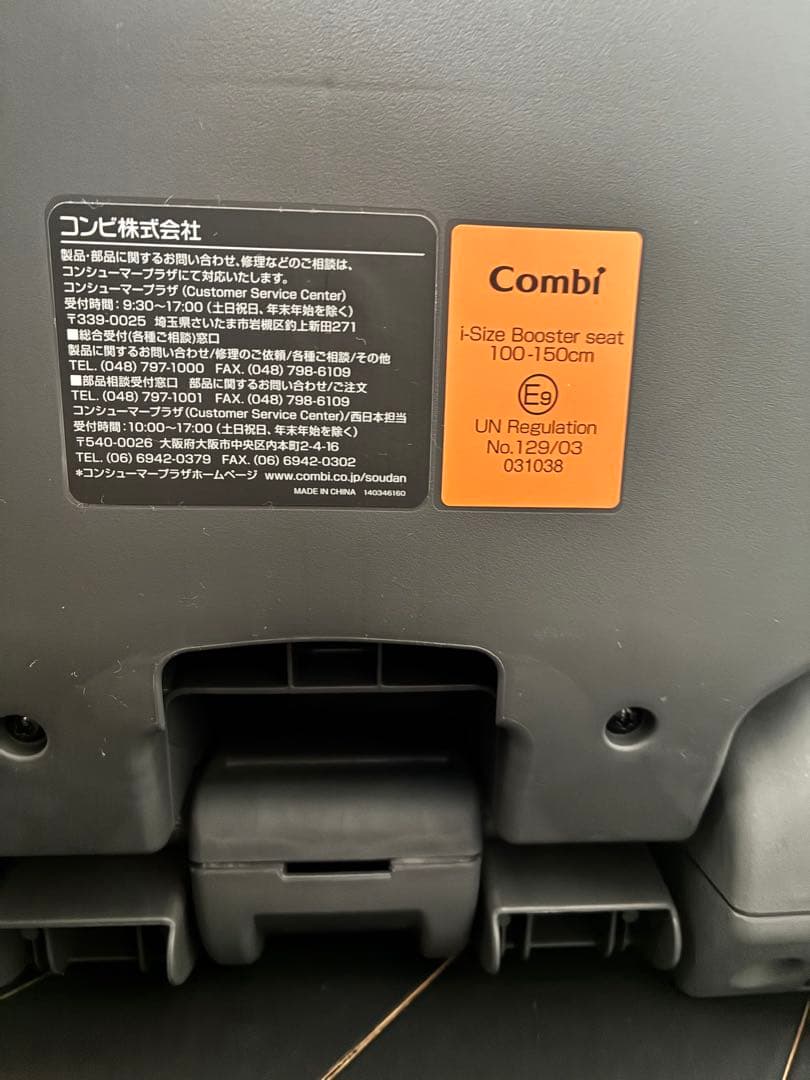 コンビ株式会社
製品・部品に関するお問い合わせ、修理などのご相談は、
コンシューマープラザにて対応いたします。
コンシューマープラザ (Customer Service Center)
受付時間：9:30～17:00 (土日祝日、年末年始を除く)
〒339-0025 埼玉県さいたま市岩槻区釣上新田271
■総合受付(各種ご相談)窓口
製品に関するお問い合わせ/修理のご依頼/各種ご相談/その他
TEL. (048) 797-1000 FAX. (048) 798-6109
■部品相談受付窓口 部品に関するお問い合わせ/ご注文
TEL. (048) 797-1001 FAX. (048) 798-6109
コンシューマープラザ(Customer Service Center)/西日本担当
受付時間：10:00～17:00 (土日祝日、年末年始を除く)
〒540-0026 大阪府大阪市中央区内本町2-4-16
TEL. (06) 6942-0379 FAX. (06) 6942-0302
*コンシューマープラザホームページ www.combi.co.jp/soudan
MADE IN CHINA 140346160
Combi
i-Size Booster seat
100-150cm
E9
UN Regulation
No.129/03
031038